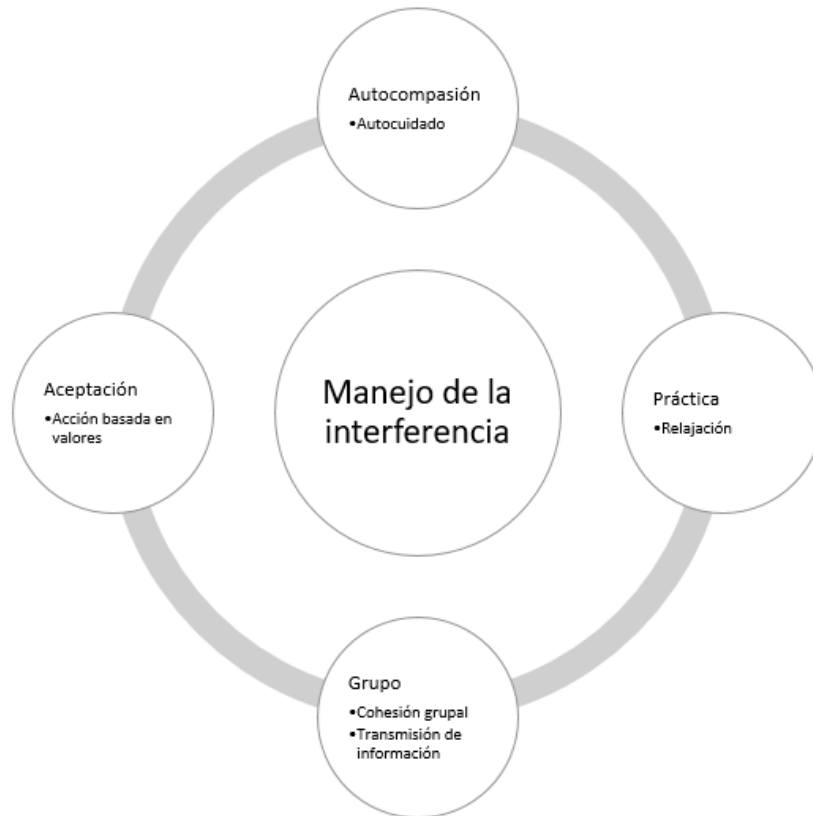 Autocompasión
•Autocuidado
Aceptación
•Acción basada en
valores
Manejo de la
interferencia
Práctica
•Relajación
Grupo
•Cohesión grupal
•Transmisión de
información